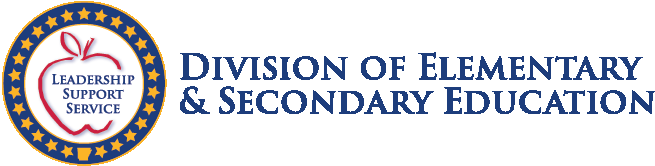 LEADERSHIP
SUPPORT
SERVICE
DIVISION OF ELEMENTARY
& SECONDARY EDUCATION